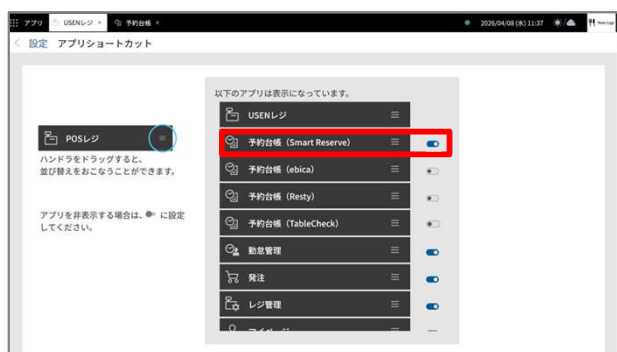 アプリ USENレジ × 予約台帳 × 2026/04/08(水)11:37
< 設定 アプリショートカット
以下のアプリは表示になっています。
USENレジ
POSレジ
ハンドラをドラッグすると、
並び替えをおこなうことができます。
アプリを非表示する場合は、 に設定
してください。
予約台帳（Smart Reserve）
予約台帳（ebica）
予約台帳（Resty）
予約台帳（TableCheck）
勤怠管理
発注
レジ管理
マイページ